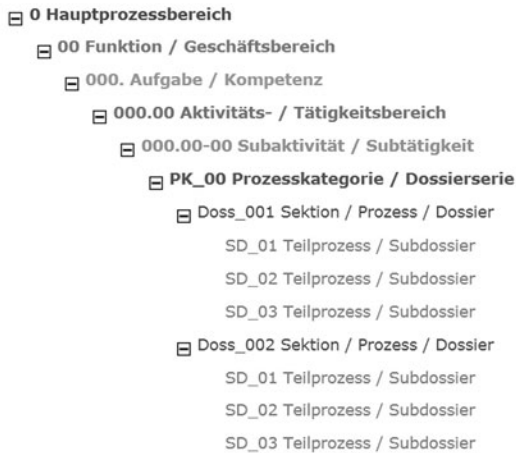 0 Hauptprozessbereich
00 Funktion / Geschäftsbereich
000. Aufgabe / Kompetenz
000.00 Aktivitäts- / Tätigkeitsbereich
000.00-00 Subaktivität / Subtätigkeit
PK_00 Prozesskategorie / Dossierserie
Doss_001 Sektion / Prozess / Dossier
SD_01 Teilprozess / Subdossier
SD_02 Teilprozess / Subdossier
SD_03 Teilprozess / Subdossier
Doss_002 Sektion / Prozess / Dossier
SD_01 Teilprozess / Subdossier
SD_02 Teilprozess / Subdossier
SD_03 Teilprozess / Subdossier